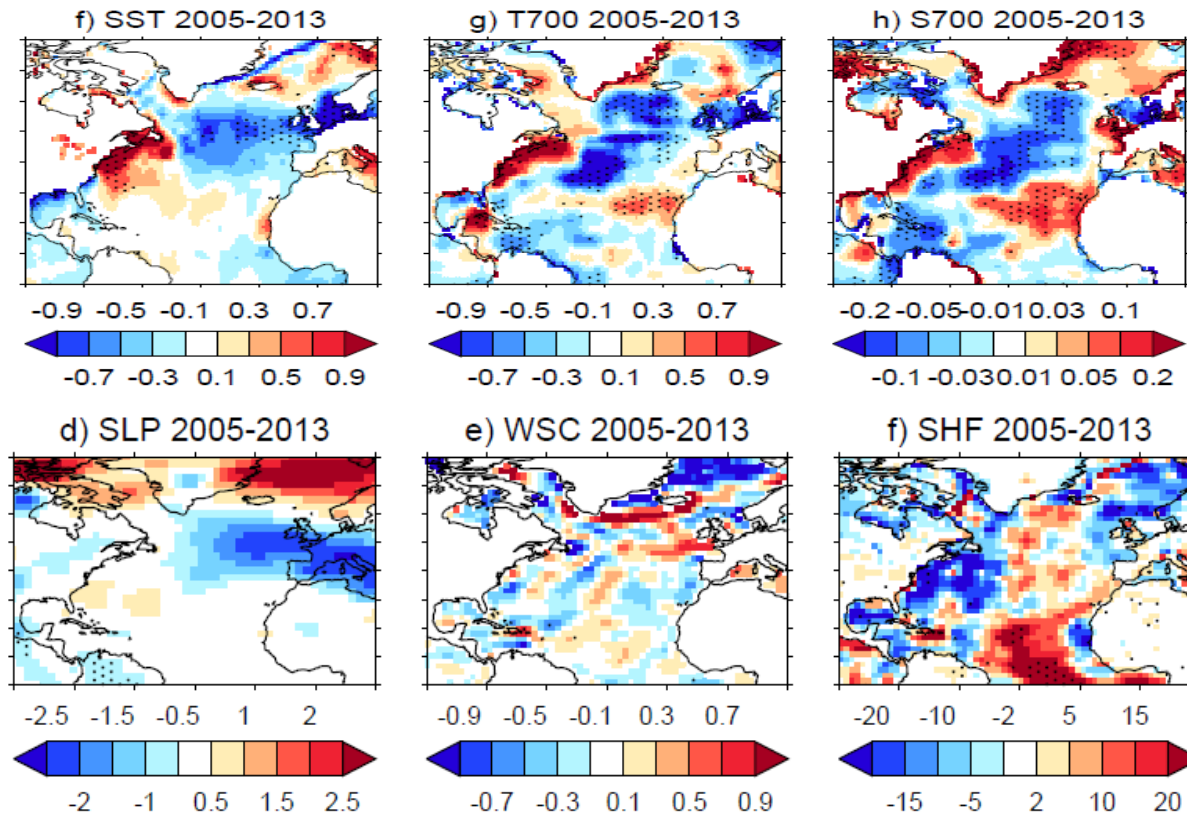 f) SST 2005-2013 g) T700 2005-2013 h) S700 2005-2013
-0.9 -0.5 -0.1 0.3 0.7 -0.9 -0.5 -0.1 0.3 0.7 -0.2 -0.05 -0.01 0.03 0.1
-0.7 -0.3 0.1 0.5 0.9 -0.7 -0.3 0.1 0.5 0.9 -0.1 -0.03 0.01 0.05 0.2
d) SLP 2005-2013 e) WSC 2005-2013 f) SHF 2005-2013
-2.5 -1.5 -0.5 1 2 -0.9 -0.5 -0.1 0.3 0.7 -20 -10 -2 5 15
-2 -1 0.5 1.5 2.5 -0.7 -0.3 0.1 0.5 0.9 -15 -5 2 10 20